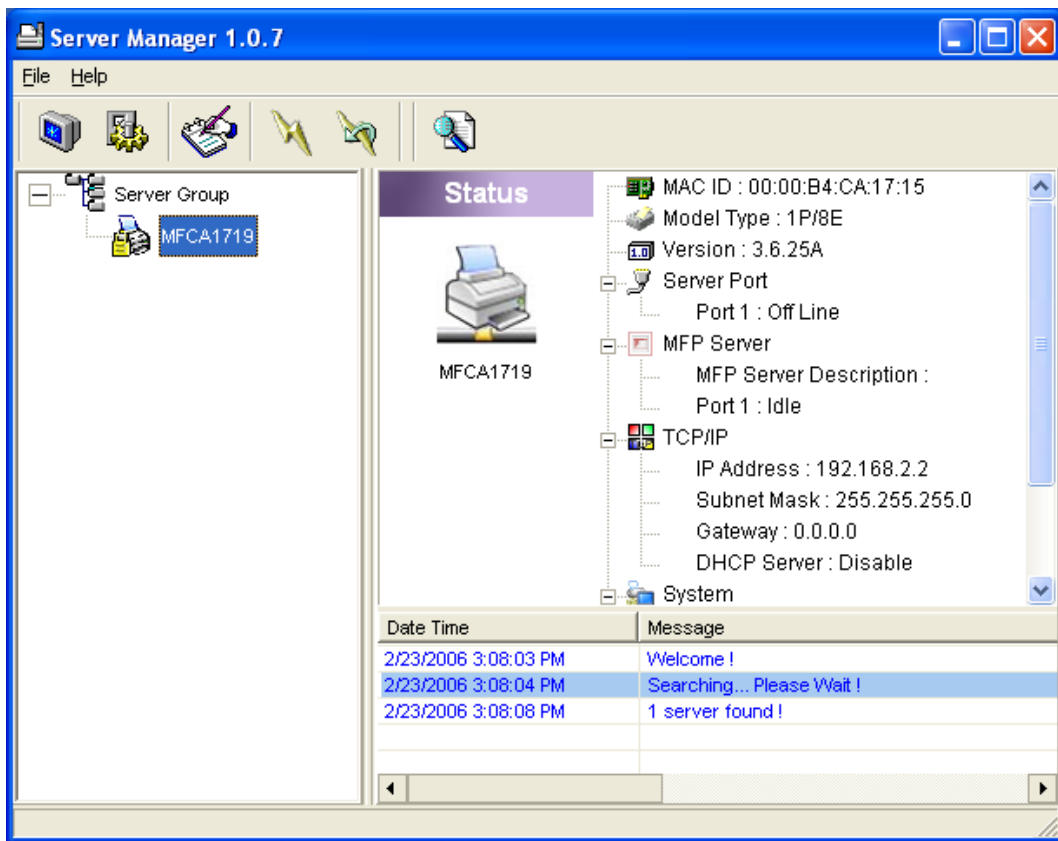 Server Manager 1.0.7
File Help
Server Group
MFCA1719
Status
MFCA1719
MAC ID : 00:00:B4:CA:17:15
Model Type : 1P/8E
1.0 Version : 3.6.25A
Server Port
Port 1 : Off Line
MFP Server
MFP Server Description :
Port 1 : Idle
TCP/IP
IP Address : 192.168.2.2
Subnet Mask : 255.255.255.0
Gateway : 0.0.0.0
DHCP Server : Disable
System
Date Time Message
2/23/2006 3:08:03 PM Welcome !
2/23/2006 3:08:04 PM Searching... Please Wait !
2/23/2006 3:08:08 PM 1 server found !